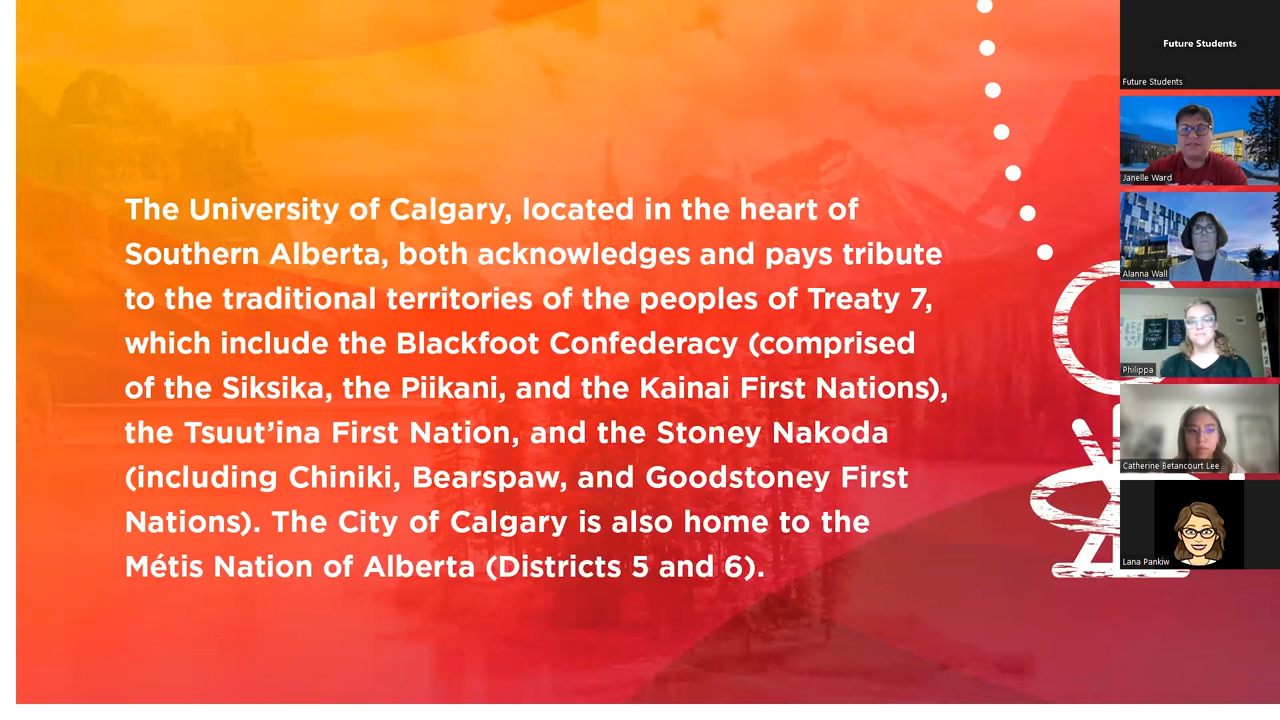 The University of Calgary, located in the heart of
Southern Alberta, both acknowledges and pays tribute
to the traditional territories of the peoples of Treaty 7,
which include the Blackfoot Confederacy (comprised
of the Siksika, the Piikani, and the Kainai First Nations),
the Tsuut’ina First Nation, and the Stoney Nakoda
(including Chiniki, Bearspaw, and Goodstoney First
Nations). The City of Calgary is also home to the
Métis Nation of Alberta (Districts 5 and 6).
Future Students
Future Students
Janelle Ward
Alanna Wall
Philippa
Catherine Betancourt Lee
Lana Pankiw